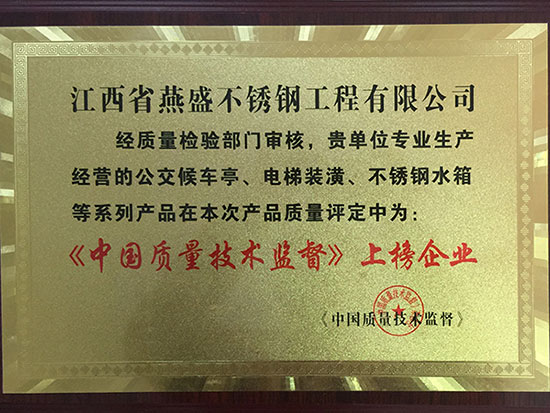 江西省燕盛不锈钢工程有限公司
经质量检验部门审核，贵单位专业生产
经营的公交候车亭、电梯装潢、不锈钢水箱
等系列产品在本次产品质量评定中为：
《中国质量技术监督》上榜企业
《中国质量技术监督》